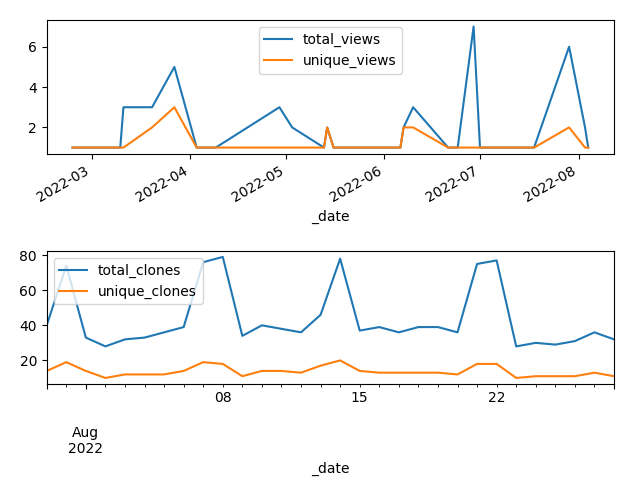 total_views
unique_views
6
4
2
2022-03
2022-04
2022-05
2022-06
2022-07
2022-08
_date
total_clones
unique_clones
80
60
40
20
08
15
22
Aug
2022
_date